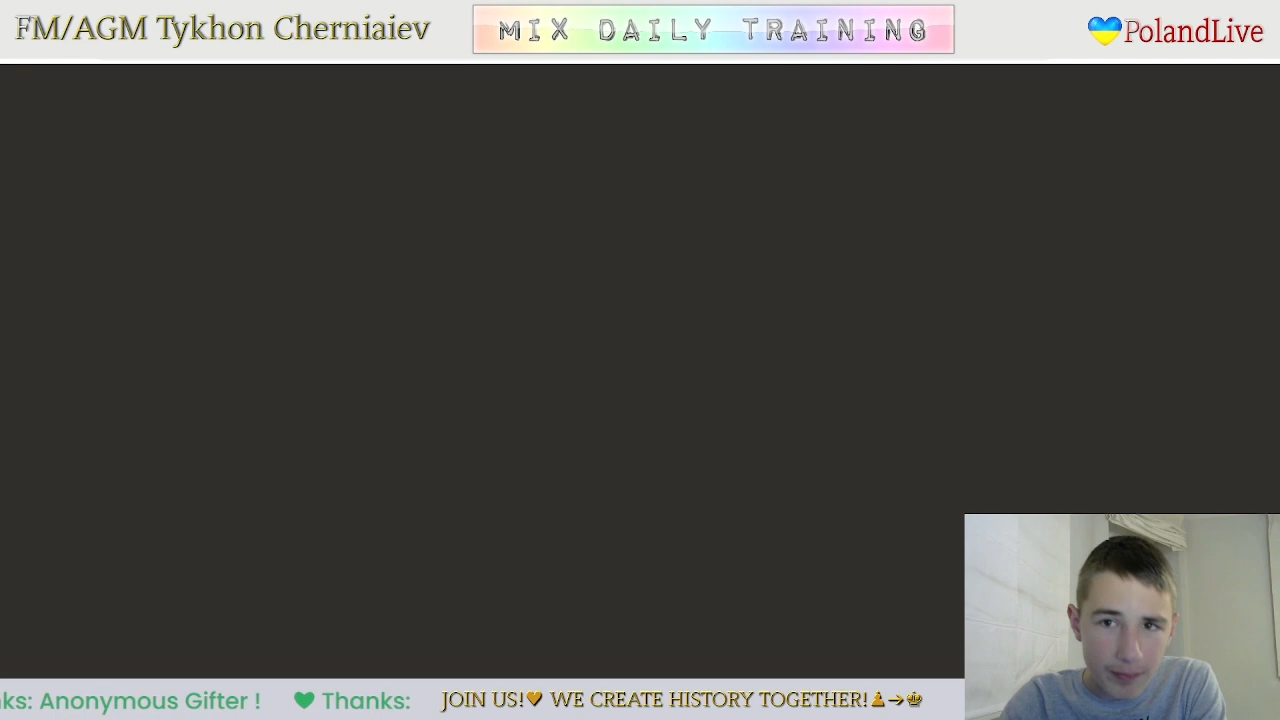 FM/AGM Tykhon Cherniaiev
MIX DAILY TRAINING
💙PolandLive
ks: Anonymous Gifter ! 💚 Thanks:
JOIN US!🧡 WE CREATE HISTORY TOGETHER!♟➔♚